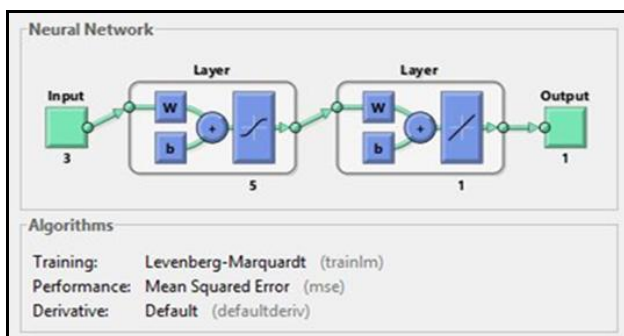 Neural Network
Layer Layer
Input Output
W W
+ +
b b
3 1
5 1
Algorithms
Training: Levenberg-Marquardt (trainlm)
Performance: Mean Squared Error (mse)
Derivative: Default (defaultderiv)